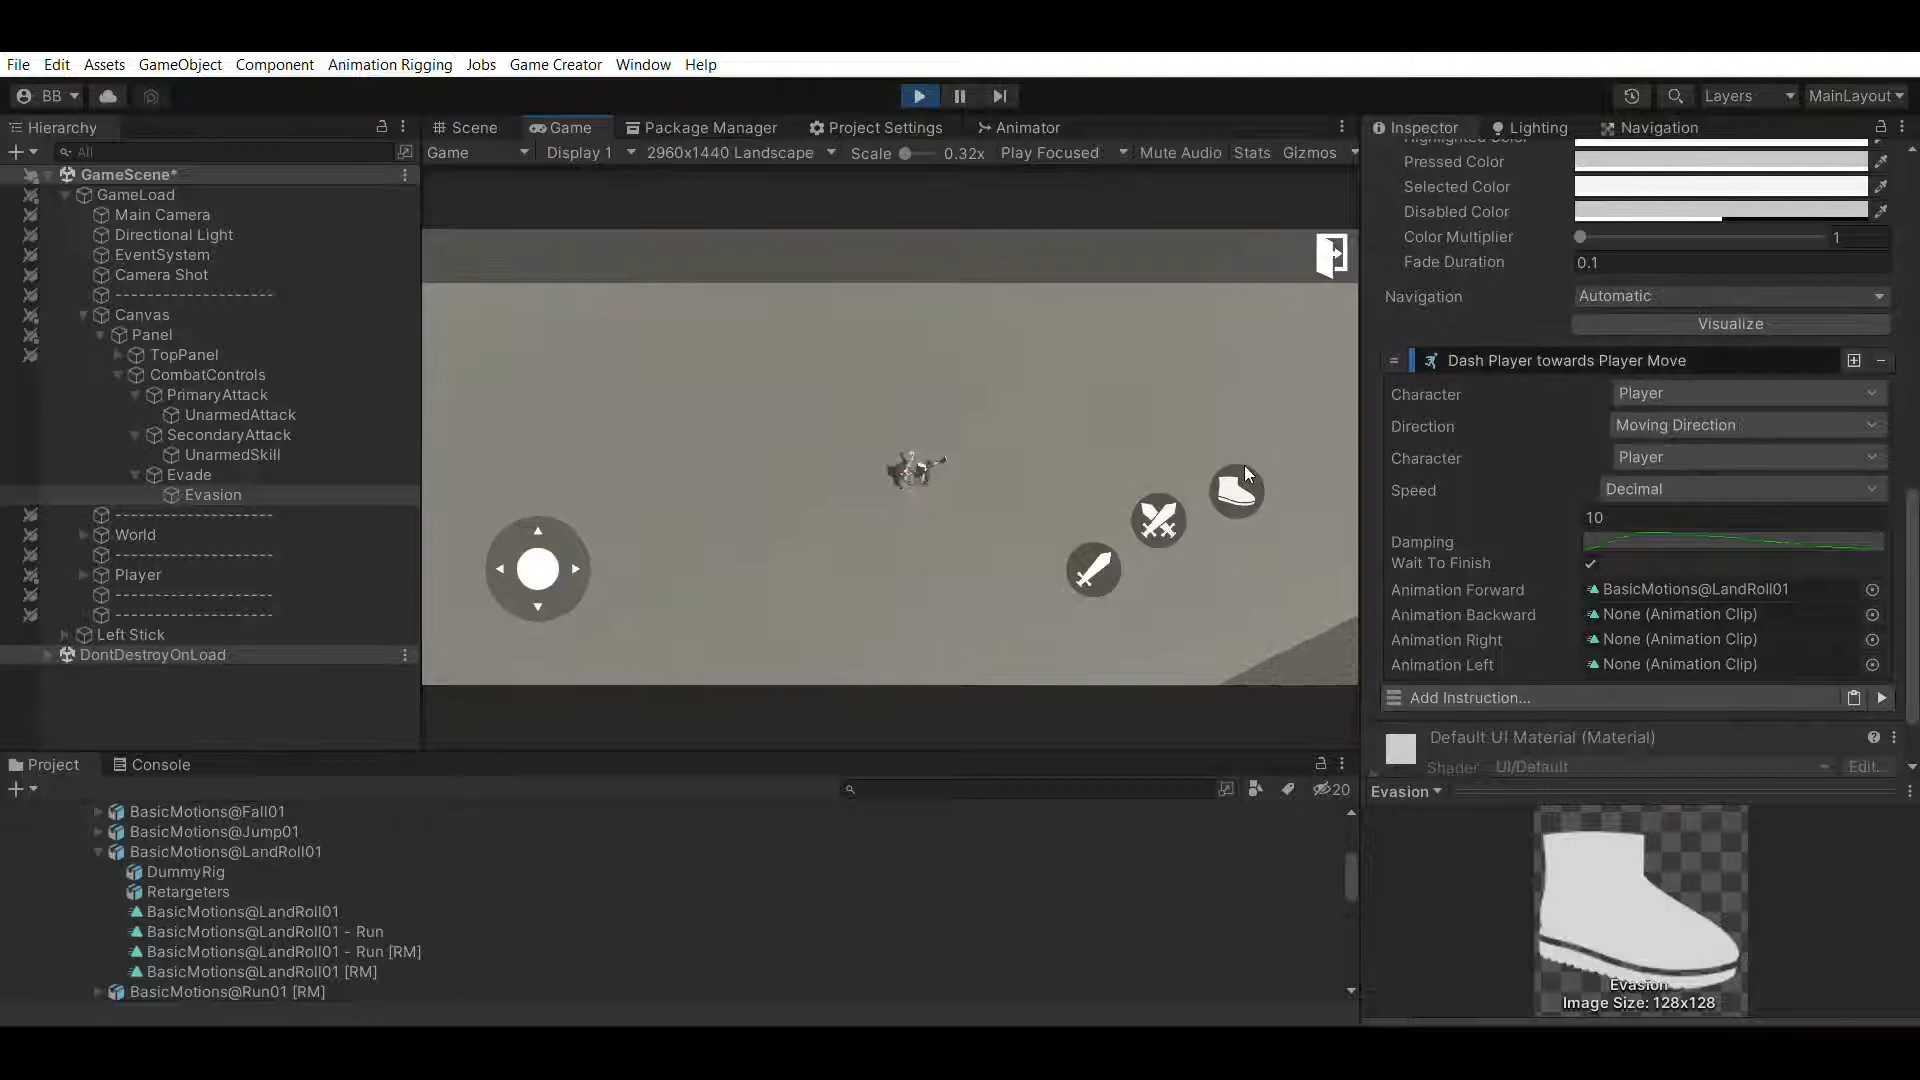 File Edit Assets GameObject Component Animation Rigging Jobs Game Creator Window Help
BB Layers MainLayout
Hierarchy
All
GameScene*
GameLoad
Main Camera
Directional Light
EventSystem
Camera Shot
--------------------
Canvas
Panel
TopPanel
CombatControls
PrimaryAttack
UnarmedAttack
SecondaryAttack
UnarmedSkill
Evade
Evasion
--------------------
World
--------------------
Player
--------------------
--------------------
Left Stick
DontDestroyOnLoad
Scene Game Package Manager Project Settings Animator
Game Display 1 2960x1440 Landscape Scale 0.32x Play Focused Mute Audio Stats Gizmos
Inspector Lighting Navigation
Highlighted Color
Pressed Color
Selected Color
Disabled Color
Color Multiplier 1
Fade Duration 0.1
Navigation Automatic
Visualize
Dash Player towards Player Move
Character Player
Direction Moving Direction
Character Player
Speed Decimal
10
Damping
Wait To Finish
Animation Forward BasicMotions@LandRoll01
Animation Backward None (Animation Clip)
Animation Right None (Animation Clip)
Animation Left None (Animation Clip)
Add Instruction...
Default UI Material (Material)
Shader UI/Default Edit...
Evasion
Evasion
Image Size: 128x128
Project Console
20
BasicMotions@Fall01
BasicMotions@Jump01
BasicMotions@LandRoll01
DummyRig
Retargeters
BasicMotions@LandRoll01
BasicMotions@LandRoll01 - Run
BasicMotions@LandRoll01 - Run [RM]
BasicMotions@LandRoll01 [RM]
BasicMotions@Run01 [RM]